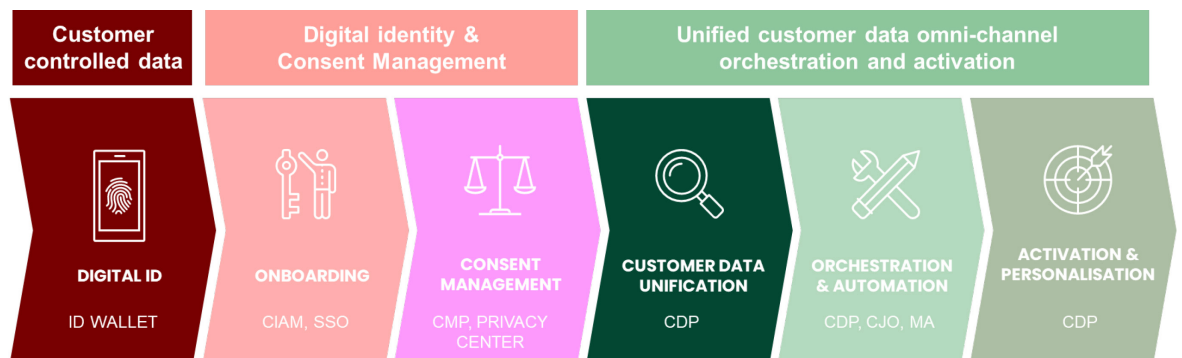 Customer
controlled data
Digital identity &
Consent Management
Unified customer data omni-channel
orchestration and activation
DIGITAL ID
ID WALLET
ONBOARDING
CIAM, SSO
CONSENT
MANAGEMENT
CMP, PRIVACY
CENTER
CUSTOMER DATA
UNIFICATION
CDP
ORCHESTRATION
& AUTOMATION
CDP, CJO, MA
ACTIVATION &
PERSONALISATION
CDP